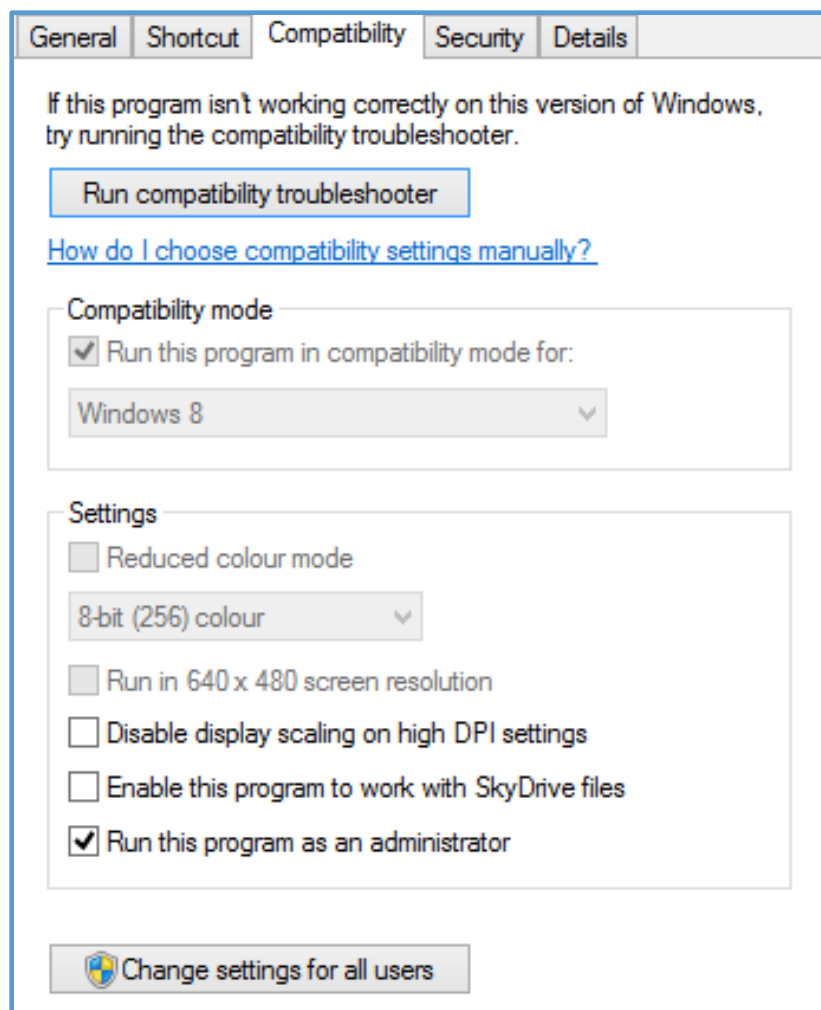 General Shortcut Compatibility Security Details
If this program isn't working correctly on this version of Windows,
try running the compatibility troubleshooter.
Run compatibility troubleshooter
How do I choose compatibility settings manually?
Compatibility mode
Run this program in compatibility mode for:
Windows 8
Settings
Reduced colour mode
8-bit (256) colour
Run in 640 x 480 screen resolution
Disable display scaling on high DPI settings
Enable this program to work with SkyDrive files
Run this program as an administrator
Change settings for all users